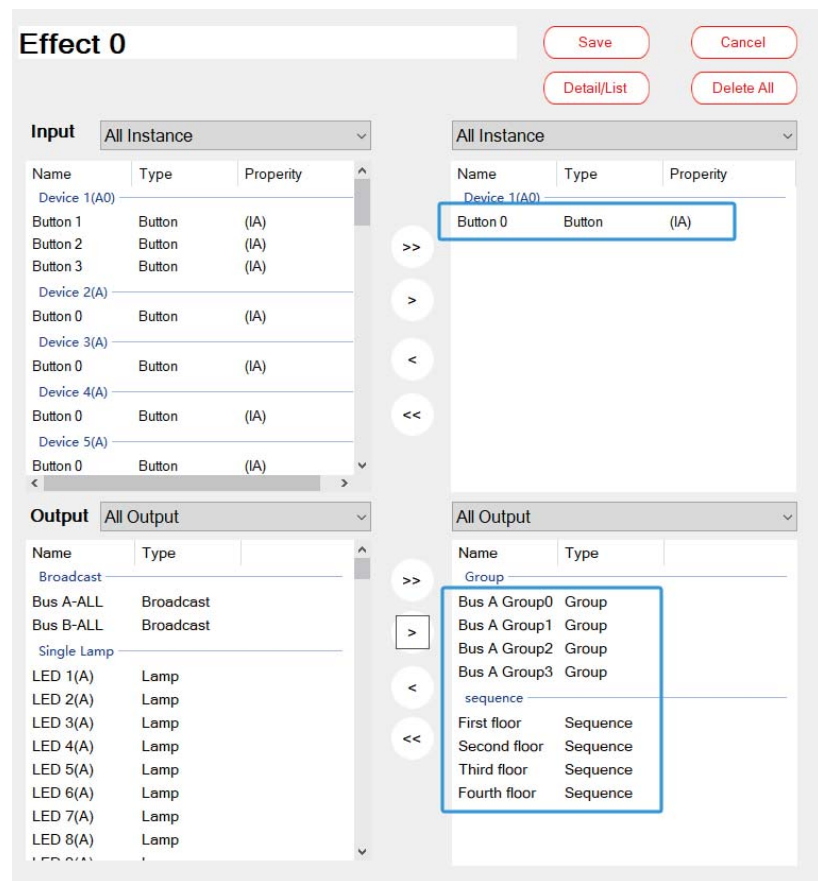 Effect 0
Save
Cancel
Detail/List
Delete All
Input
All Instance
All Instance
Name Type Properity
Device 1(A0)
Button 1 Button (IA)
Button 2 Button (IA)
Button 3 Button (IA)
Device 2(A)
Button 0 Button (IA)
Device 3(A)
Button 0 Button (IA)
Device 4(A)
Button 0 Button (IA)
Device 5(A)
Button 0 Button (IA)
>>
>
<
<<
Name Type Properity
Device 1(A0)
Button 0 Button (IA)
Output
All Output
All Output
Name Type
Broadcast
Bus A-ALL Broadcast
Bus B-ALL Broadcast
Single Lamp
LED 1(A) Lamp
LED 2(A) Lamp
LED 3(A) Lamp
LED 4(A) Lamp
LED 5(A) Lamp
LED 6(A) Lamp
LED 7(A) Lamp
LED 8(A) Lamp
>>
>
<
<<
Name Type
Group
Bus A Group0 Group
Bus A Group1 Group
Bus A Group2 Group
Bus A Group3 Group
sequence
First floor Sequence
Second floor Sequence
Third floor Sequence
Fourth floor Sequence